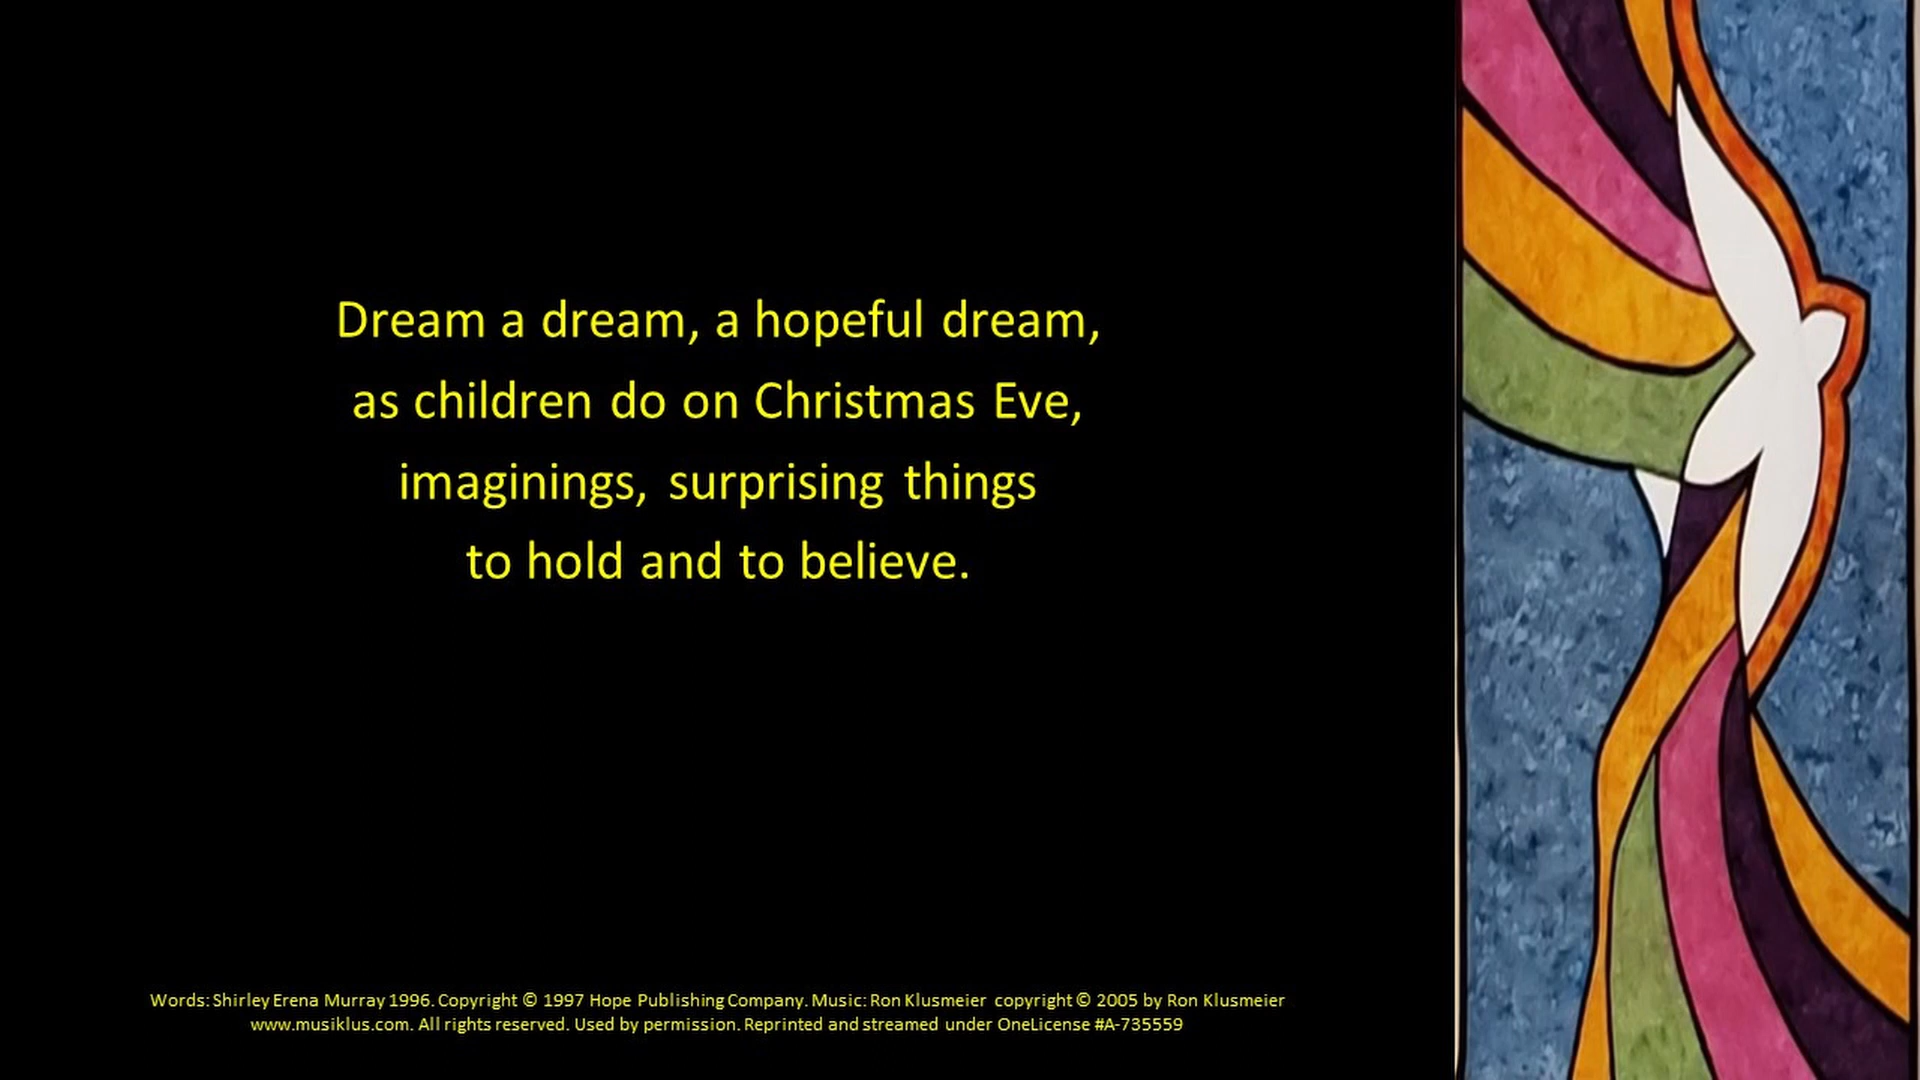 Dream a dream, a hopeful dream,
as children do on Christmas Eve,
imaginings, surprising things
to hold and to believe.
Words: Shirley Erena Murray 1996. Copyright © 1997 Hope Publishing Company. Music: Ron Klusmeier copyright © 2005 by Ron Klusmeier
www.musiklus.com. All rights reserved. Used by permission. Reprinted and streamed under OneLicense #A-735559